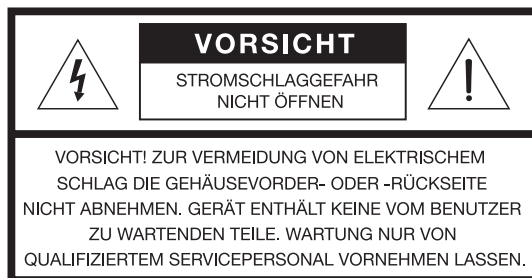 VORSICHT
STROMSCHLAGGEFAHR
NICHT ÖFFNEN
VORSICHT! ZUR VERMEIDUNG VON ELEKTRISCHEM
SCHLAG DIE GEHÄUSEVORDER- ODER -RÜCKSEITE
NICHT ABNEHMEN. GERÄT ENTHÄLT KEINE VOM BENUTZER
ZU WARTENDEN TEILE. WARTUNG NUR VON
QUALIFIZIERTEM SERVICEPERSONAL VORNEHMEN LASSEN.